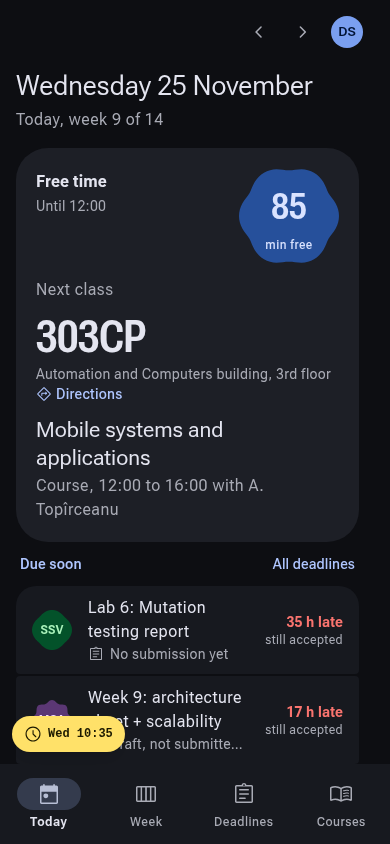 DS
Wednesday 25 November
Today, week 9 of 14
Free time
Until 12:00
85
min free
Next class
303CP
Automation and Computers building, 3rd floor
Directions
Mobile systems and
applications
Course, 12:00 to 16:00 with A.
Topîrceanu
Due soon
All deadlines
SSV
Lab 6: Mutation
testing report
No submission yet
35 h late
still accepted
Week 9: architecture
+ scalability
not submitte...
17 h late
still accepted
Wed 10:35
Today
Week
Deadlines
Courses